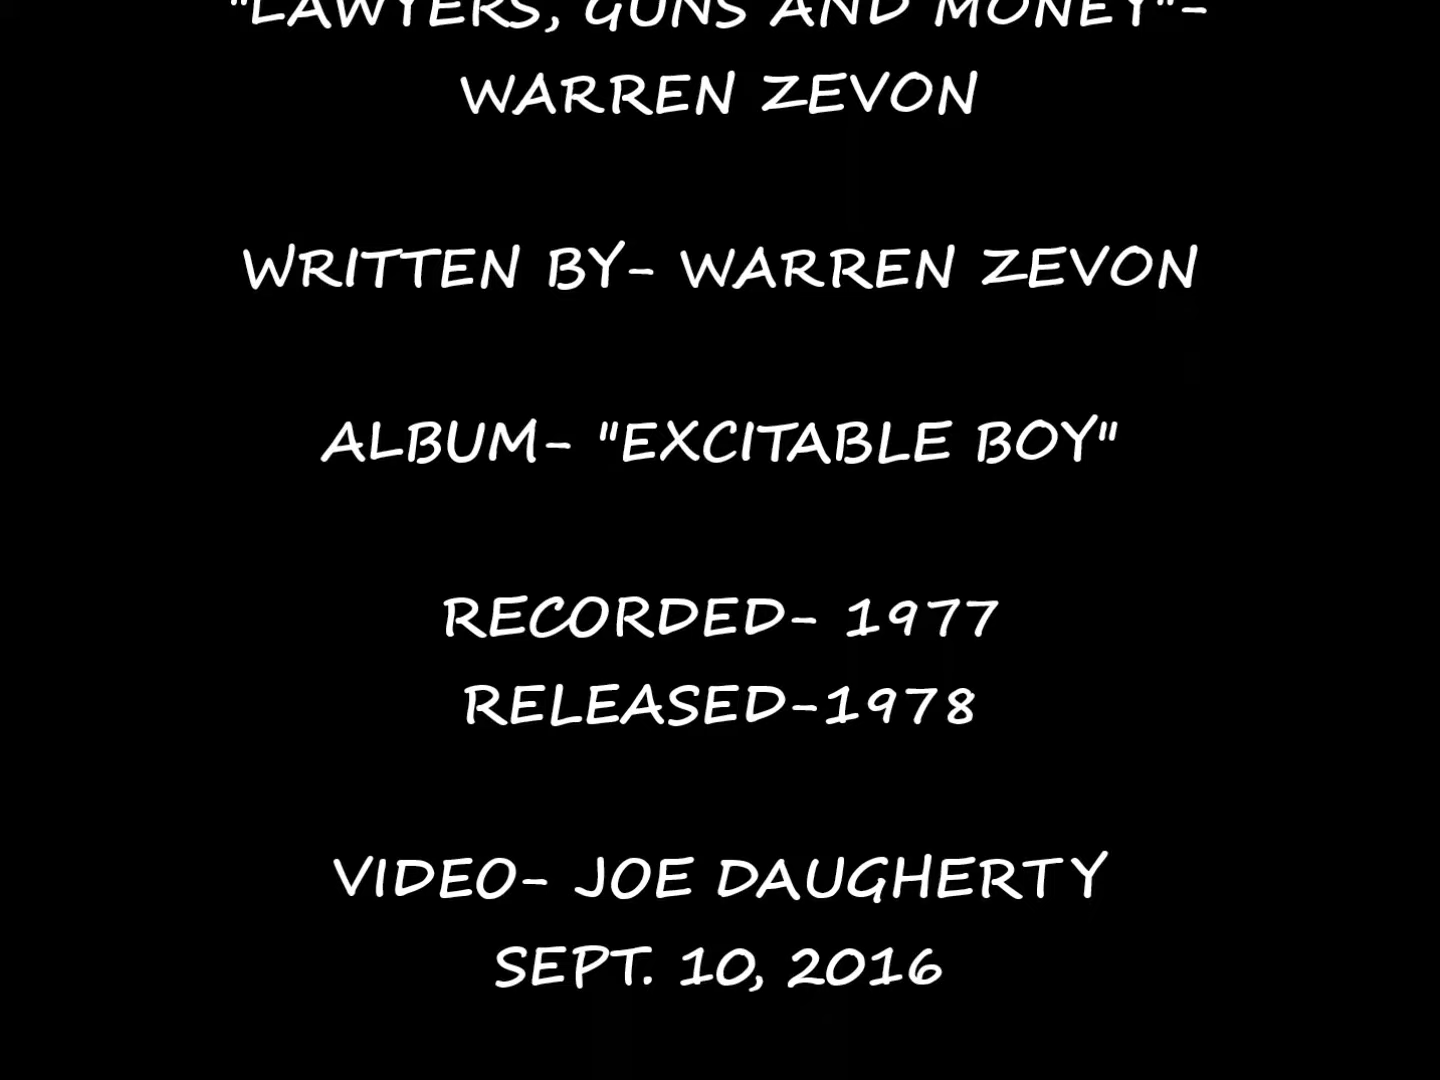 "LAWYERS, GUNS AND MONEY"-
WARREN ZEVON
WRITTEN BY- WARREN ZEVON
ALBUM- "EXCITABLE BOY"
RECORDED- 1977
RELEASED-1978
VIDEO- JOE DAUGHERTY
SEPT. 10, 2016